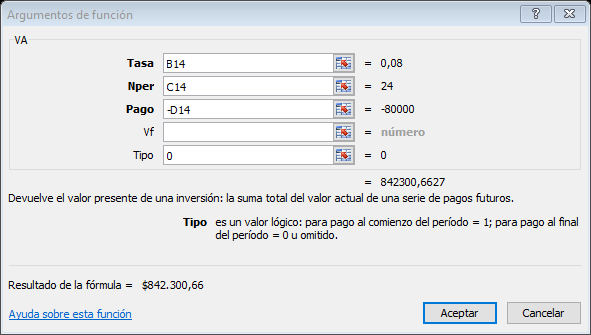 Argumentos de función
VA
Tasa B14 = 0,08
Nper C14 = 24
Pago -D14 = -80000
Vf = número
Tipo 0 = 0
= 842300,6627
Devuelve el valor presente de una inversión: la suma total del valor actual de una serie de pagos futuros.
Tipo es un valor lógico: para pago al comienzo del período = 1; para pago al final
del período = 0 u omitido.
Resultado de la fórmula = $842.300,66
Ayuda sobre esta función
Aceptar Cancelar